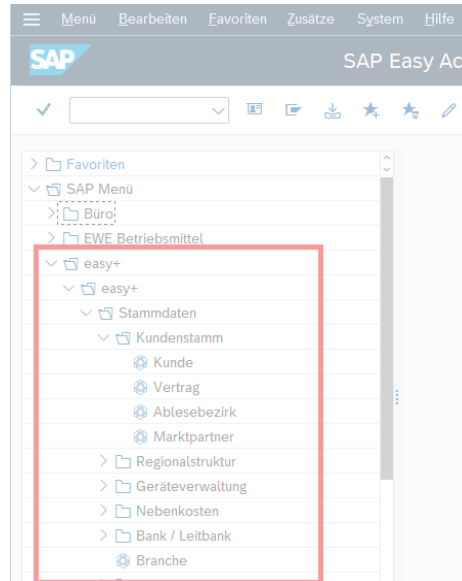 Menü Bearbeiten Favoriten Zusätze System Hilfe
SAP SAP Easy Ac
Favoriten
SAP Menü
Büro
EWE Betriebsmittel
easy+
easy+
Stammdaten
Kundenstamm
Kunde
Vertrag
Ablesebezirk
Marktpartner
Regionalstruktur
Geräteverwaltung
Nebenkosten
Bank / Leitbank
Branche